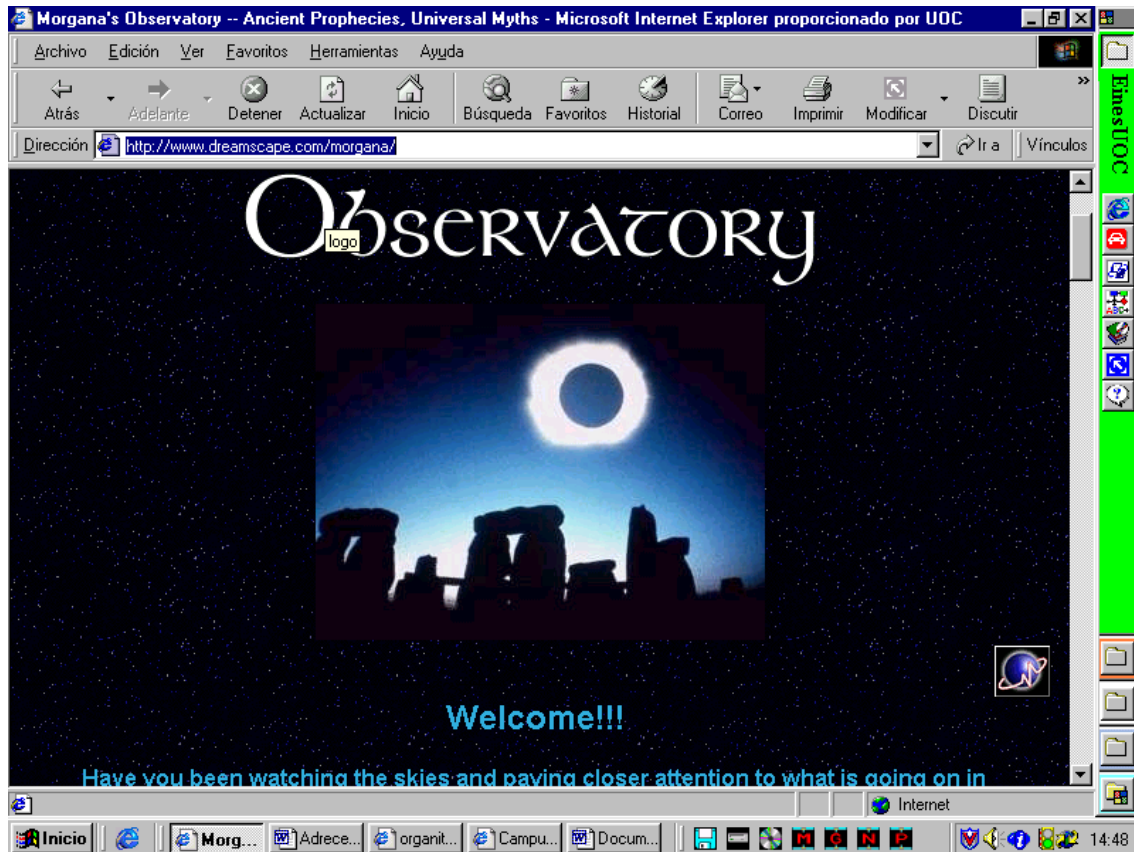 Morgana's Observatory -- Ancient Prophecies, Universal Myths - Microsoft Internet Explorer proporcionado por UOC
Archivo Edición Ver Favoritos Herramientas Ayuda
Atrás Adelante Detener Actualizar Inicio Búsqueda Favoritos Historial Correo Imprimir Modificar Discutir »
Dirección http://www.dreamscape.com/morgana/ Ir a Vínculos
EinesUOC
Observatory
logo
Welcome!!!
Have you been watching the skies and paying closer attention to what is going on in
Internet
Inicio Morg... Adrece... organit... Campu... Docum... M G N P 14:48